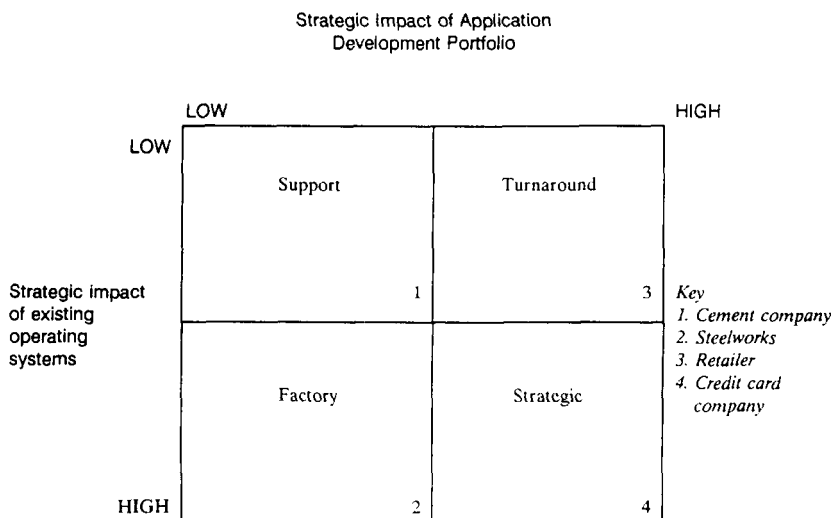 Strategic Impact of Application
Development Portfolio
LOW
HIGH
LOW
Support
Turnaround
Strategic impact
of existing
operating
systems
1
3
Key
1. Cement company
2. Steelworks
3. Retailer
4. Credit card
company
Factory
Strategic
HIGH
2
4